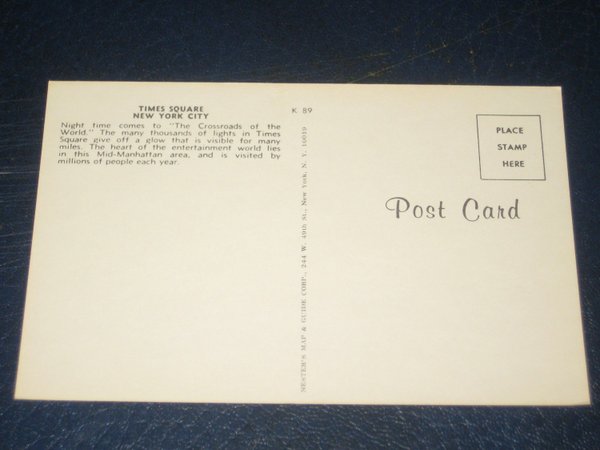 TIMES SQUARE
NEW YORK CITY
Night time comes to "The Crossroads of the
World." The many thousands of lights in Times
Square give off a glow that is visible for many
miles. The heart of the entertainment world lies
in this Mid-Manhattan area, and is visited by
millions of people each year.
K 89
NESTER'S MAP & GUIDE CORP., 244 W. 49th St., New York, N. Y. 10019
PLACE
STAMP
HERE
Post Card